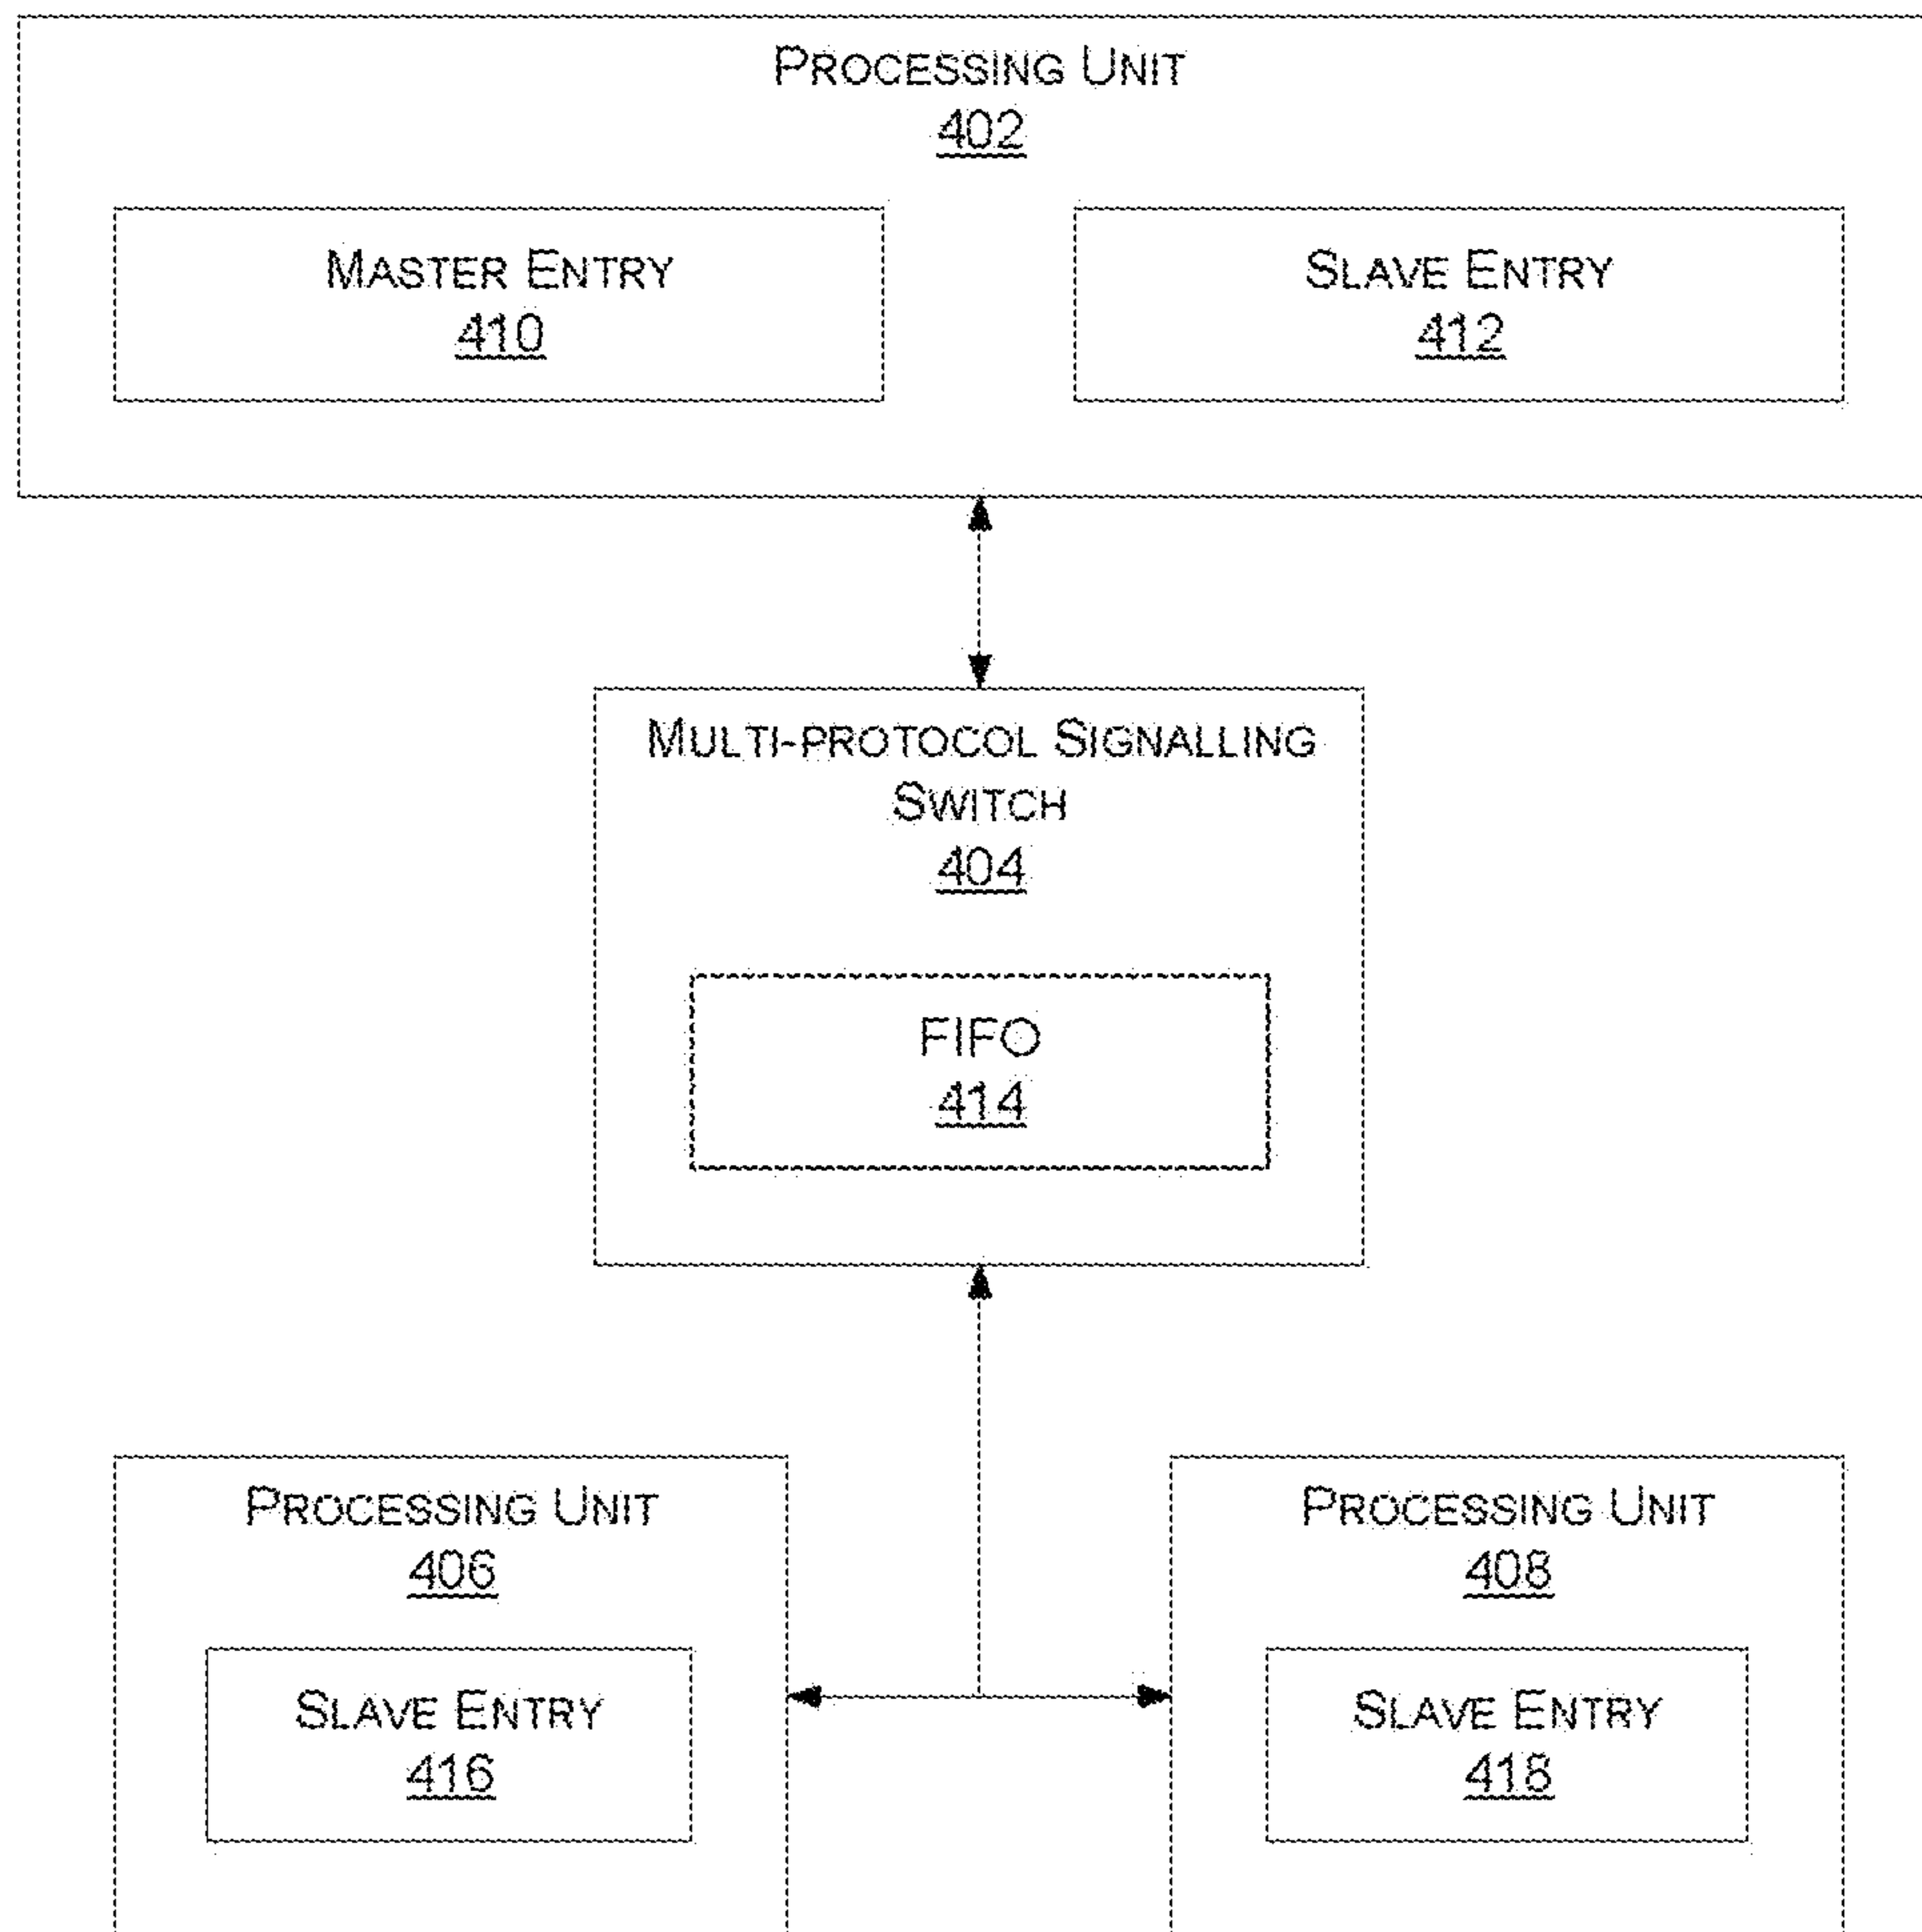 PROCESSING UNIT
402
MASTER ENTRY
410
SLAVE ENTRY
412
MULTI-PROTOCOL SIGNALLING
SWITCH
404
FIFO
414
PROCESSING UNIT
406
SLAVE ENTRY
416
PROCESSING UNIT
408
SLAVE ENTRY
418